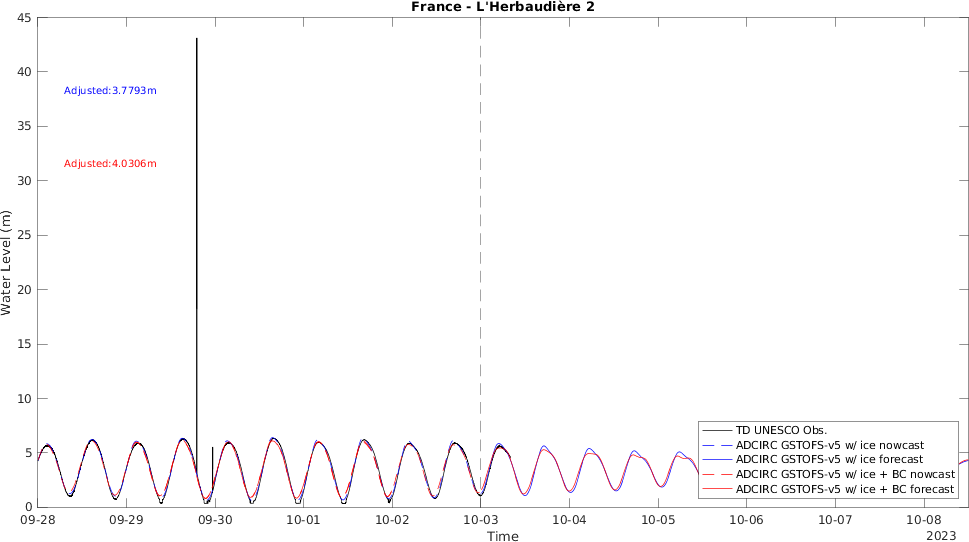 France - L'Herbaudière 2
45
40
35
30
25
20
15
10
5
0
Water Level (m)
Adjusted:3.7793m
Adjusted:4.0306m
TD UNESCO Obs.
ADCIRC GSTOFS-v5 w/ ice nowcast
ADCIRC GSTOFS-v5 w/ ice forecast
ADCIRC GSTOFS-v5 w/ ice + BC nowcast
ADCIRC GSTOFS-v5 w/ ice + BC forecast
09-28 09-29 09-30 10-01 10-02 10-03 10-04 10-05 10-06 10-07 10-08
2023
Time